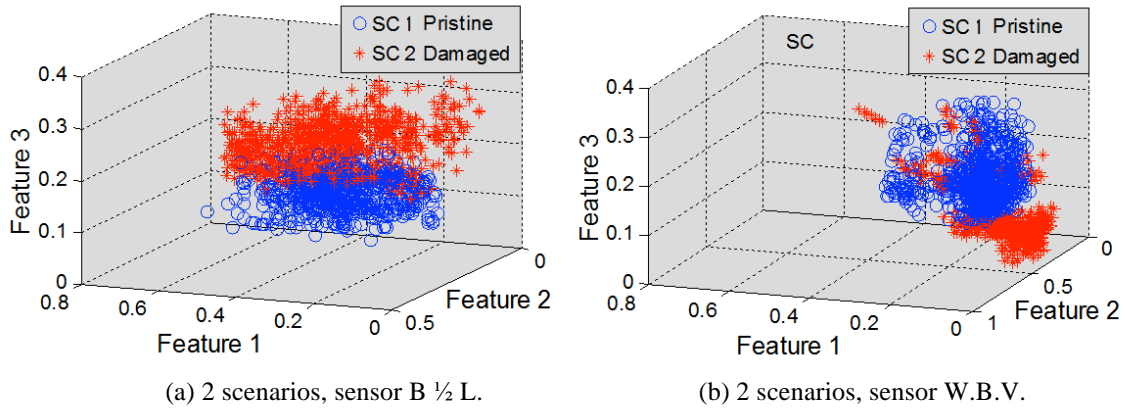 SC 1 Pristine
SC 2 Damaged
0.4
0.3
0.2
0.1
0
Feature 3
0.8
0.6
0.4
0.2
0
Feature 1
0.5
0
Feature 2
(a) 2 scenarios, sensor B ½ L.
SC
SC 1 Pristine
SC 2 Damaged
0.4
0.3
0.2
0.1
0
Feature 3
0.8
0.6
0.4
0.2
0
Feature 1
1
0.5
0
Feature 2
(b) 2 scenarios, sensor W.B.V.